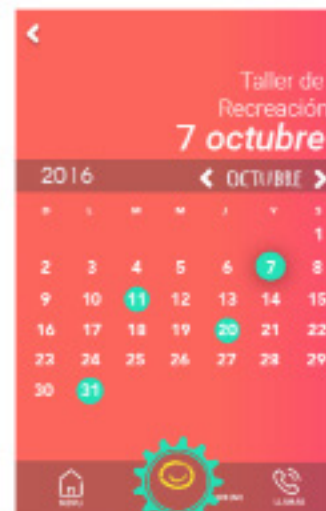 Taller de
Recreación
7 octubre
2016 OCTUBRE
D L M M J V S
1
2 3 4 5 6 7 8
9 10 11 12 13 14 15
16 17 18 19 20 21 22
23 24 25 26 27 28 29
30 31
MENU LLAMAR